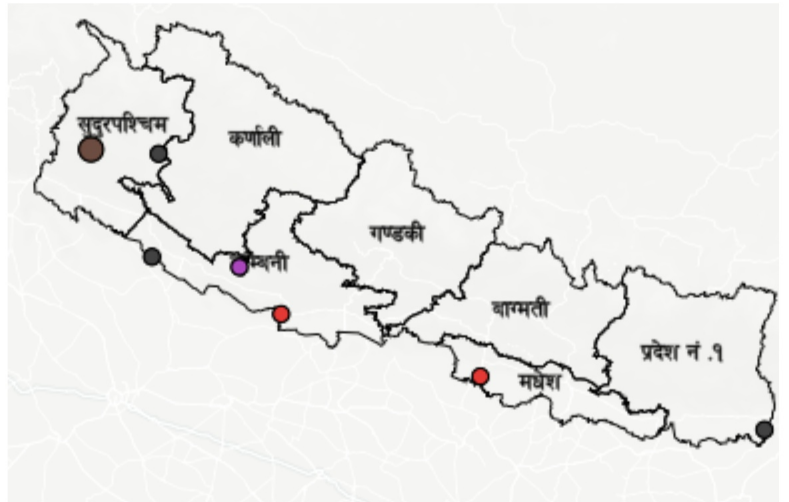 सुदुरपश्चिम
कर्णाली
गण्डकी
बाग्मती
प्रदेश नं .१
मधेश